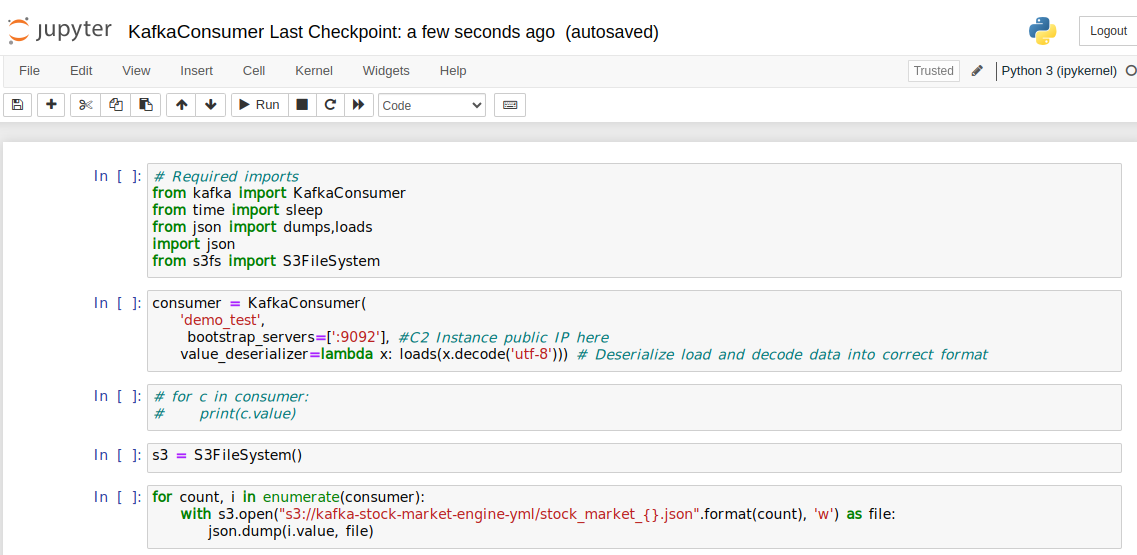 jupyter KafkaConsumer Last Checkpoint: a few seconds ago (autosaved) Logout
File Edit View Insert Cell Kernel Widgets Help Trusted Python 3 (ipykernel)
Run Code
In [ ]: # Required imports
from kafka import KafkaConsumer
from time import sleep
from json import dumps,loads
import json
from s3fs import S3FileSystem
In [ ]: consumer = KafkaConsumer(
'demo_test',
bootstrap_servers=[':9092'], #C2 Instance public IP here
value_deserializer=lambda x: loads(x.decode('utf-8'))) # Deserialize load and decode data into correct format
In [ ]: # for c in consumer:
# print(c.value)
In [ ]: s3 = S3FileSystem()
In [ ]: for count, i in enumerate(consumer):
with s3.open("s3://kafka-stock-market-engine-yml/stock_market_{}.json".format(count), 'w') as file:
json.dump(i.value, file)